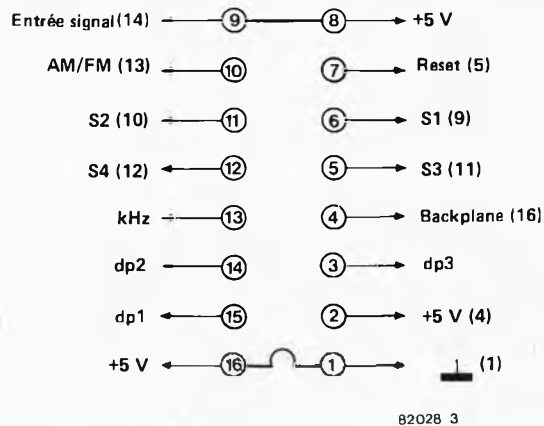 Entrée signal (14) 9 8 +5 V
AM/FM (13) 10 7 Reset (5)
S2 (10) 11 6 S1 (9)
S4 (12) 12 5 S3 (11)
kHz 13 4 Backplane (16)
dp2 14 3 dp3
dp1 15 2 +5 V (4)
+5 V 16 1 (1)
82028 3